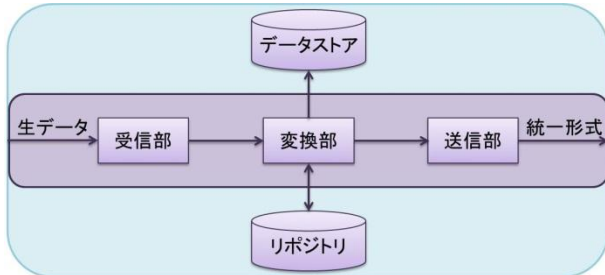 データストア
生データ
受信部
変換部
送信部
統一形式
リポジトリ